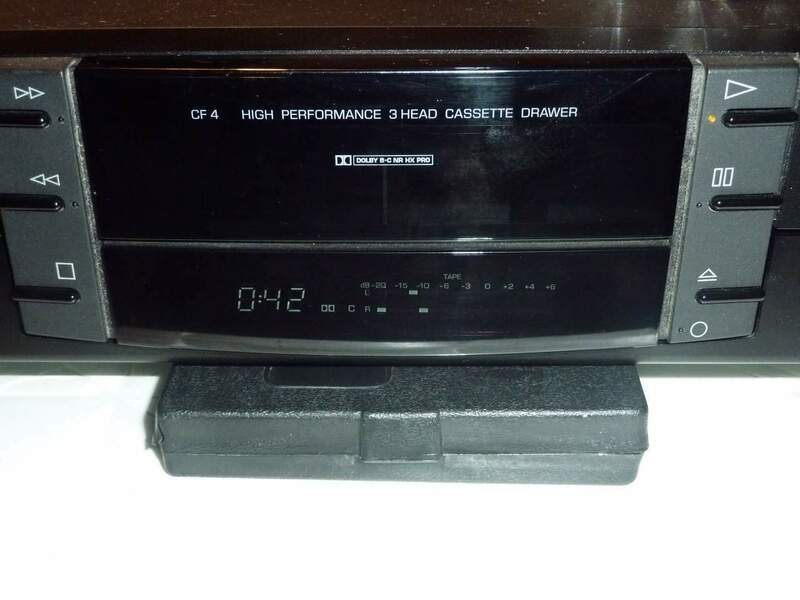 CF 4 HIGH PERFORMANCE 3 HEAD CASSETTE DRAWER
DOLBY B-C NR HX PRO
TAPE
dB -20 -15 -10 -6 -3 0 +2 +4 +6
L
0:42 C R